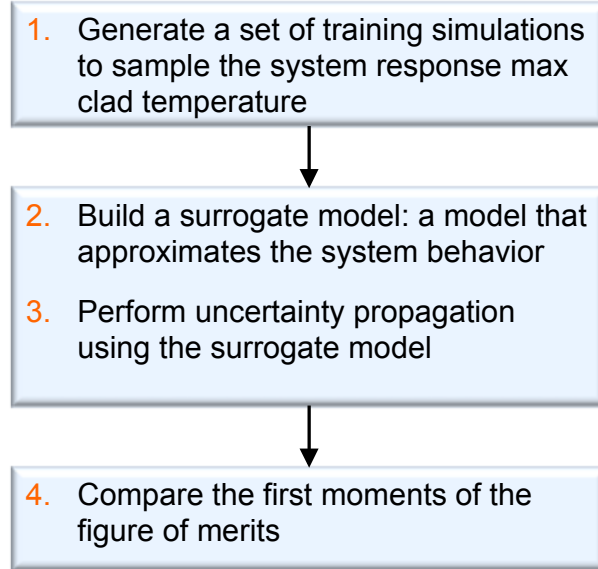 1. Generate a set of training simulations
to sample the system response max
clad temperature
2. Build a surrogate model: a model that
approximates the system behavior
3. Perform uncertainty propagation
using the surrogate model
4. Compare the first moments of the
figure of merits